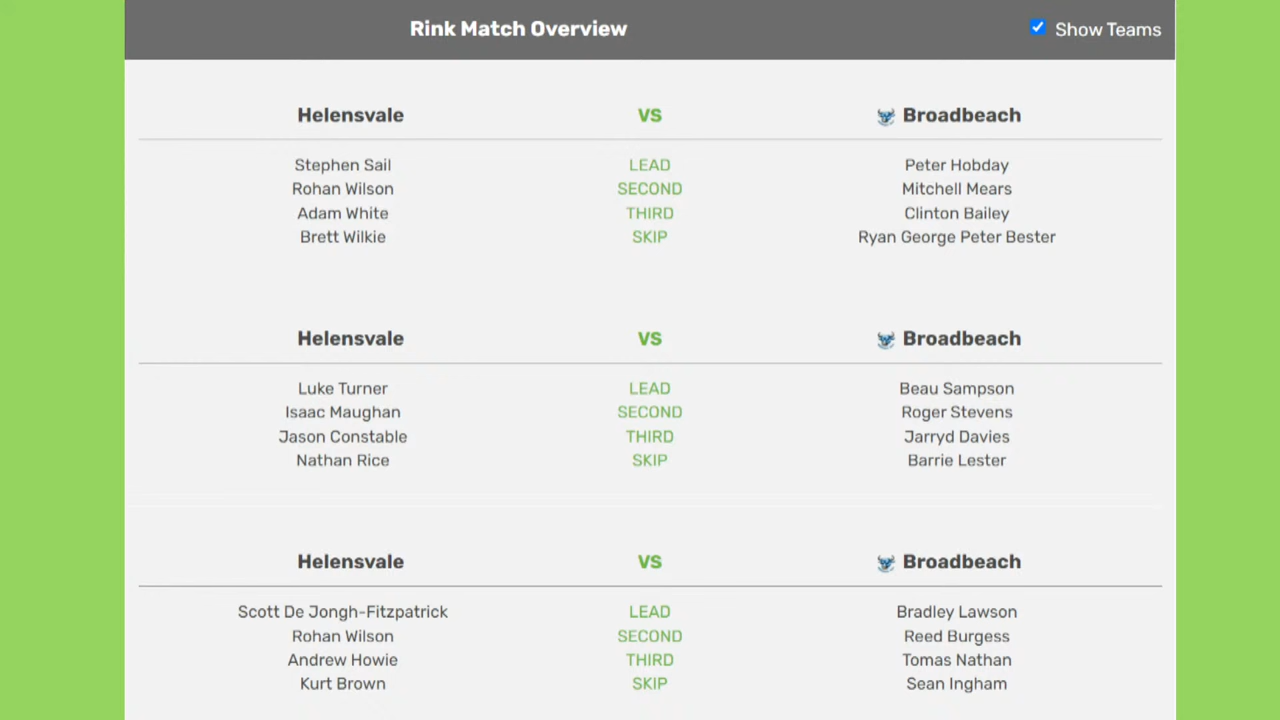 Rink Match Overview Show Teams
Helensvale VS Broadbeach
Stephen Sail LEAD Peter Hobday
Rohan Wilson SECOND Mitchell Mears
Adam White THIRD Clinton Bailey
Brett Wilkie SKIP Ryan George Peter Bester
Helensvale VS Broadbeach
Luke Turner LEAD Beau Sampson
Isaac Maughan SECOND Roger Stevens
Jason Constable THIRD Jarryd Davies
Nathan Rice SKIP Barrie Lester
Helensvale VS Broadbeach
Scott De Jongh-Fitzpatrick LEAD Bradley Lawson
Rohan Wilson SECOND Reed Burgess
Andrew Howie THIRD Tomas Nathan
Kurt Brown SKIP Sean Ingham